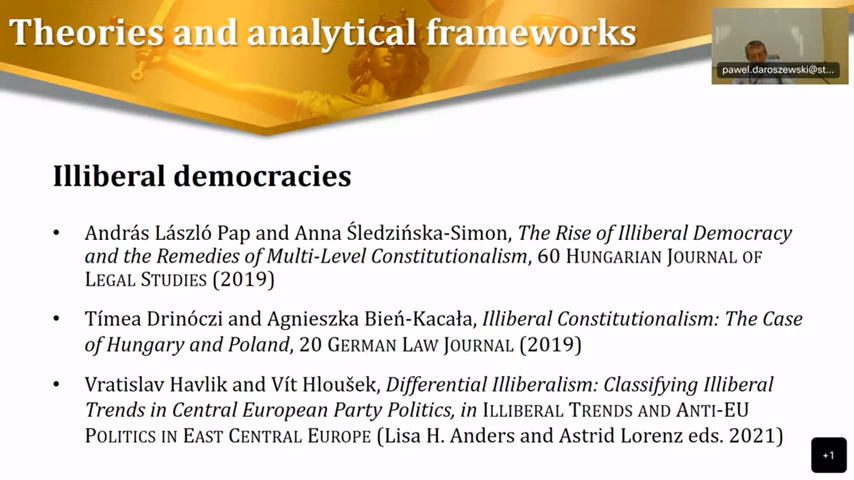 Theories and analytical frameworks
pawel.daroszewski@st...
Illiberal democracies
• András László Pap and Anna Śledzińska-Simon, The Rise of Illiberal Democracy
and the Remedies of Multi-Level Constitutionalism, 60 HUNGARIAN JOURNAL OF
LEGAL STUDIES (2019)
• Tímea Drinóczi and Agnieszka Bień-Kacała, Illiberal Constitutionalism: The Case
of Hungary and Poland, 20 GERMAN LAW JOURNAL (2019)
• Vratislav Havlik and Vít Hloušek, Differential Illiberalism: Classifying Illiberal
Trends in Central European Party Politics, in ILLIBERAL TRENDS AND ANTI-EU
POLITICS IN EAST CENTRAL EUROPE (Lisa H. Anders and Astrid Lorenz eds. 2021)
+1